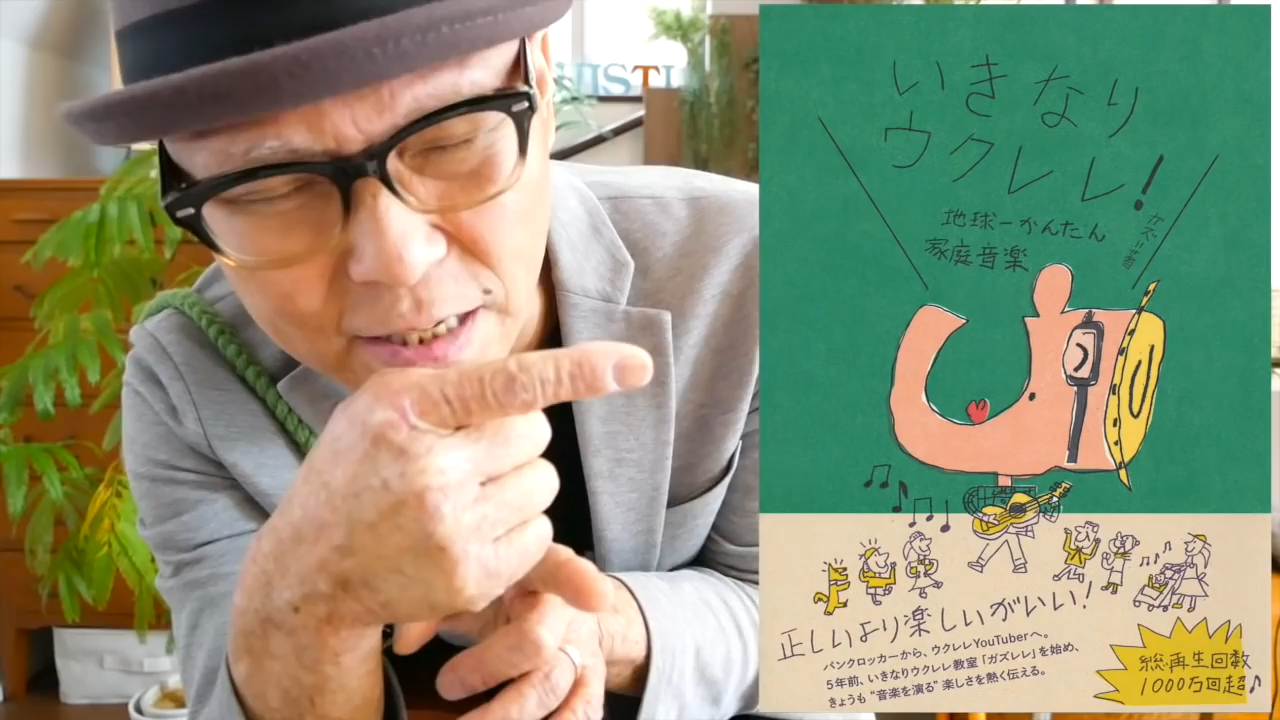 いきなり
ウクレレ!
地球一かんたん
家庭音楽
ガズ 著
正しいより楽しいがいい!
パンクロッカーから、ウクレレYouTuberへ。
5年前、いきなりウクレレ教室「ガズレレ」を始め、
きょうも“音楽を演る”楽しさを熱く伝える。
総再生回数
1000万回超♪